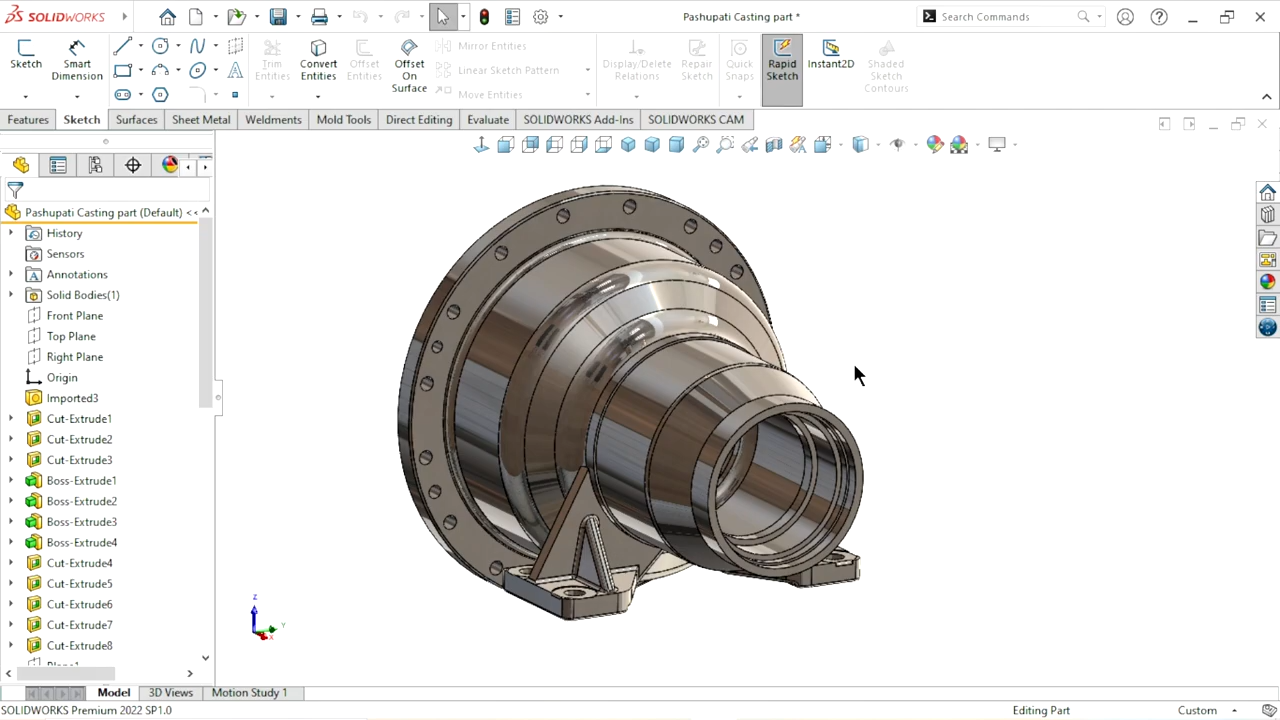 SOLIDWORKS
Pashupati Casting part *
Search Commands
Sketch
Smart Dimension
Trim Entities
Convert Entities
Offset Entities
Offset On Surface
Mirror Entities
Linear Sketch Pattern
Move Entities
Display/Delete Relations
Repair Sketch
Quick Snaps
Rapid Sketch
Instant2D
Shaded Sketch Contours
Features
Sketch
Surfaces
Sheet Metal
Weldments
Mold Tools
Direct Editing
Evaluate
SOLIDWORKS Add-Ins
SOLIDWORKS CAM
Pashupati Casting part (Default) <<
History
Sensors
Annotations
Solid Bodies(1)
Front Plane
Top Plane
Right Plane
Origin
Imported3
Cut-Extrude1
Cut-Extrude2
Cut-Extrude3
Boss-Extrude1
Boss-Extrude2
Boss-Extrude3
Boss-Extrude4
Cut-Extrude4
Cut-Extrude5
Cut-Extrude6
Cut-Extrude7
Cut-Extrude8
Plane1
Z
Y
X
Model
3D Views
Motion Study 1
SOLIDWORKS Premium 2022 SP1.0
Editing Part
Custom